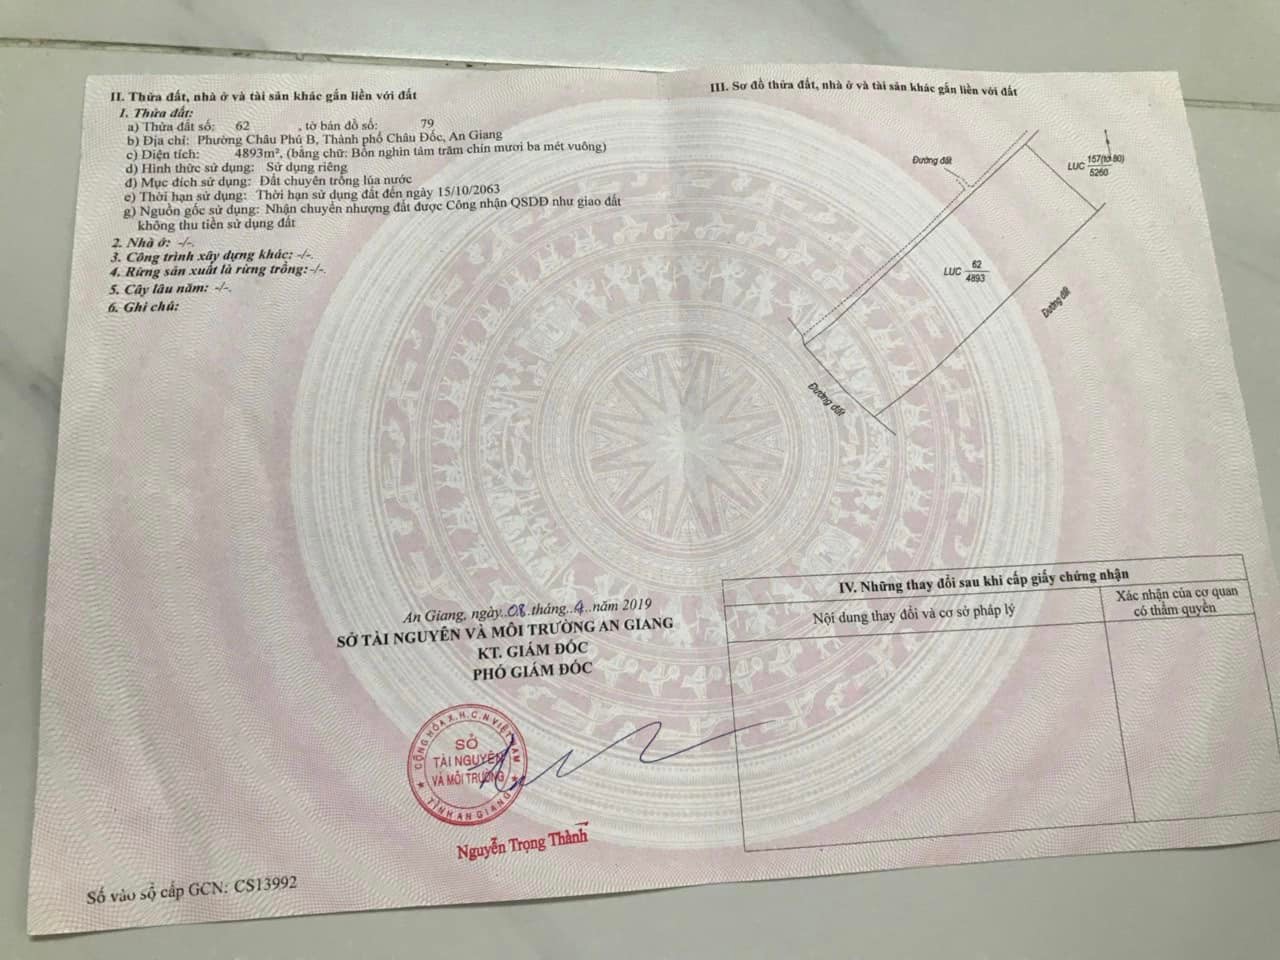 II. Thửa đất, nhà ở và tài sản khác gắn liền với đất
1. Thửa đất:
a) Thửa đất số: 62 , tờ bản đồ số: 79
b) Địa chỉ: Phường Châu Phú B, Thành phố Châu Đốc, An Giang
c) Diện tích: 4893m², (bằng chữ: Bốn nghìn tám trăm chín mươi ba mét vuông)
d) Hình thức sử dụng: Sử dụng riêng
đ) Mục đích sử dụng: Đất chuyên trồng lúa nước
e) Thời hạn sử dụng: Thời hạn sử dụng đất đến ngày 15/10/2063
g) Nguồn gốc sử dụng: Nhận chuyển nhượng đất được Công nhận QSDĐ như giao đất
không thu tiền sử dụng đất
2. Nhà ở: -/-.
3. Công trình xây dựng khác: -/-.
4. Rừng sản xuất là rừng trồng:-/-.
5. Cây lâu năm: -/-.
6. Ghi chú:
An Giang, ngày..08.tháng..4..năm 2019
SỞ TÀI NGUYÊN VÀ MÔI TRƯỜNG AN GIANG
KT. GIÁM ĐỐC
PHÓ GIÁM ĐỐC
CỘNG HÒA X.H.C.N VIỆT NAM
SỞ
TÀI NGUYÊN
VÀ MÔI TRƯỜNG
TỈNH AN GIANG
Nguyễn Trọng Thành
Số vào sổ cấp GCN: CS13992
III. Sơ đồ thửa đất, nhà ở và tài sản khác gắn liền với đất
Đường đất
LUC 157(tờ 80)
5260
LUC 62
4893
Đường đất
Đường đất
IV. Những thay đổi sau khi cấp giấy chứng nhận
Nội dung thay đổi và cơ sở pháp lý
Xác nhận của cơ quan
có thẩm quyền